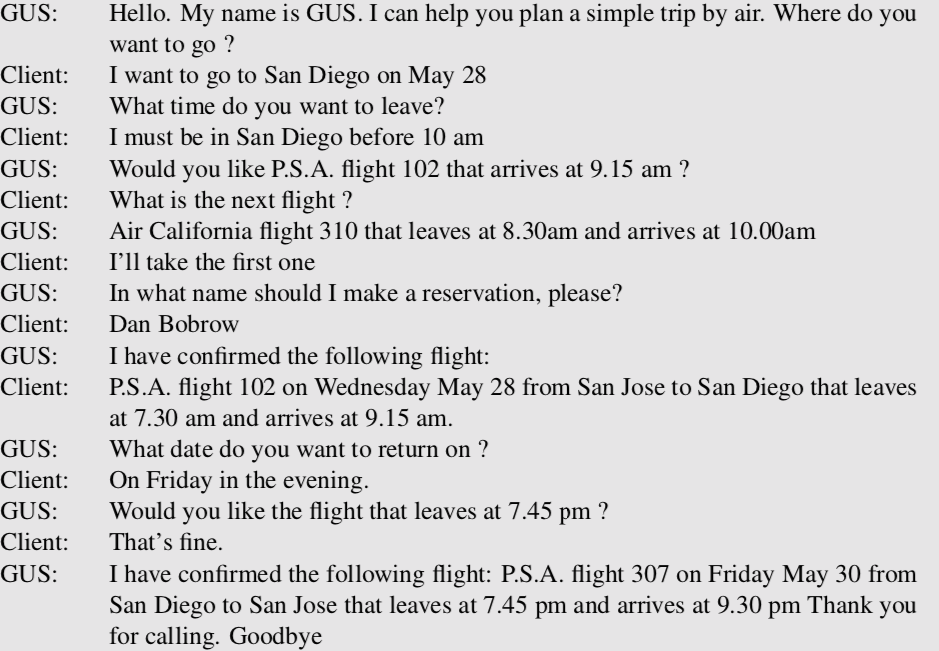 GUS: Hello. My name is GUS. I can help you plan a simple trip by air. Where do you
want to go ?
Client: I want to go to San Diego on May 28
GUS: What time do you want to leave?
Client: I must be in San Diego before 10 am
GUS: Would you like P.S.A. flight 102 that arrives at 9.15 am ?
Client: What is the next flight ?
GUS: Air California flight 310 that leaves at 8.30am and arrives at 10.00am
Client: I'll take the first one
GUS: In what name should I make a reservation, please?
Client: Dan Bobrow
GUS: I have confirmed the following flight:
Client: P.S.A. flight 102 on Wednesday May 28 from San Jose to San Diego that leaves
at 7.30 am and arrives at 9.15 am.
GUS: What date do you want to return on ?
Client: On Friday in the evening.
GUS: Would you like the flight that leaves at 7.45 pm ?
Client: That's fine.
GUS: I have confirmed the following flight: P.S.A. flight 307 on Friday May 30 from
San Diego to San Jose that leaves at 7.45 pm and arrives at 9.30 pm Thank you
for calling. Goodbye